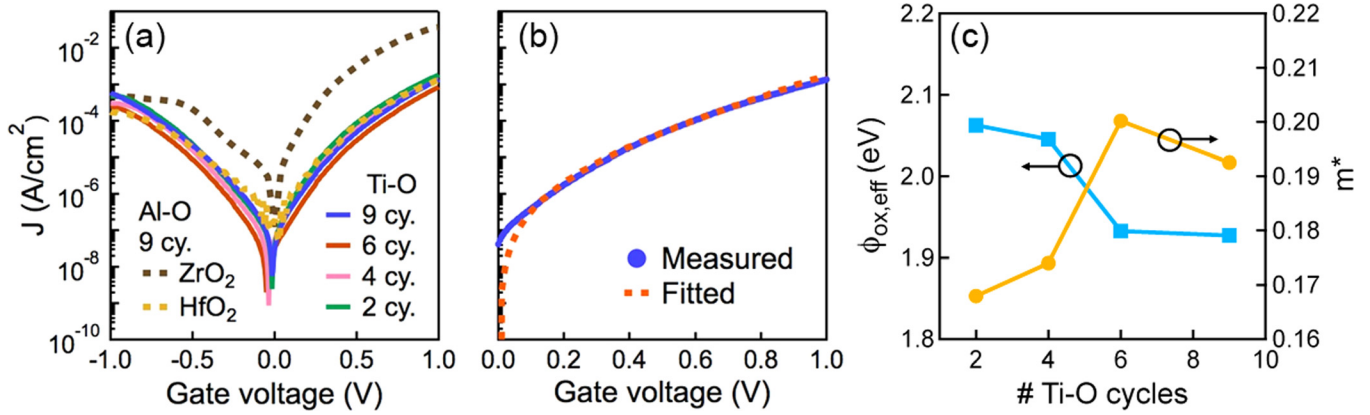 (a)
J (A/cm²)
10⁻²
10⁻⁴
10⁻⁶
10⁻⁸
10⁻¹⁰
Al-O
9 cy.
ZrO₂
HfO₂
Ti-O
9 cy.
6 cy.
4 cy.
2 cy.
-1.0 -0.5 0.0 0.5 1.0
Gate voltage (V)
(b)
Measured
Fitted
0.0 0.2 0.4 0.6 0.8 1.0
Gate voltage (V)
(c)
ϕox,eff (eV)
2.2
2.1
2.0
1.9
1.8
0.22
0.21
0.20
0.19
0.18
0.17
0.16
m*
2 4 6 8 10
# Ti-O cycles